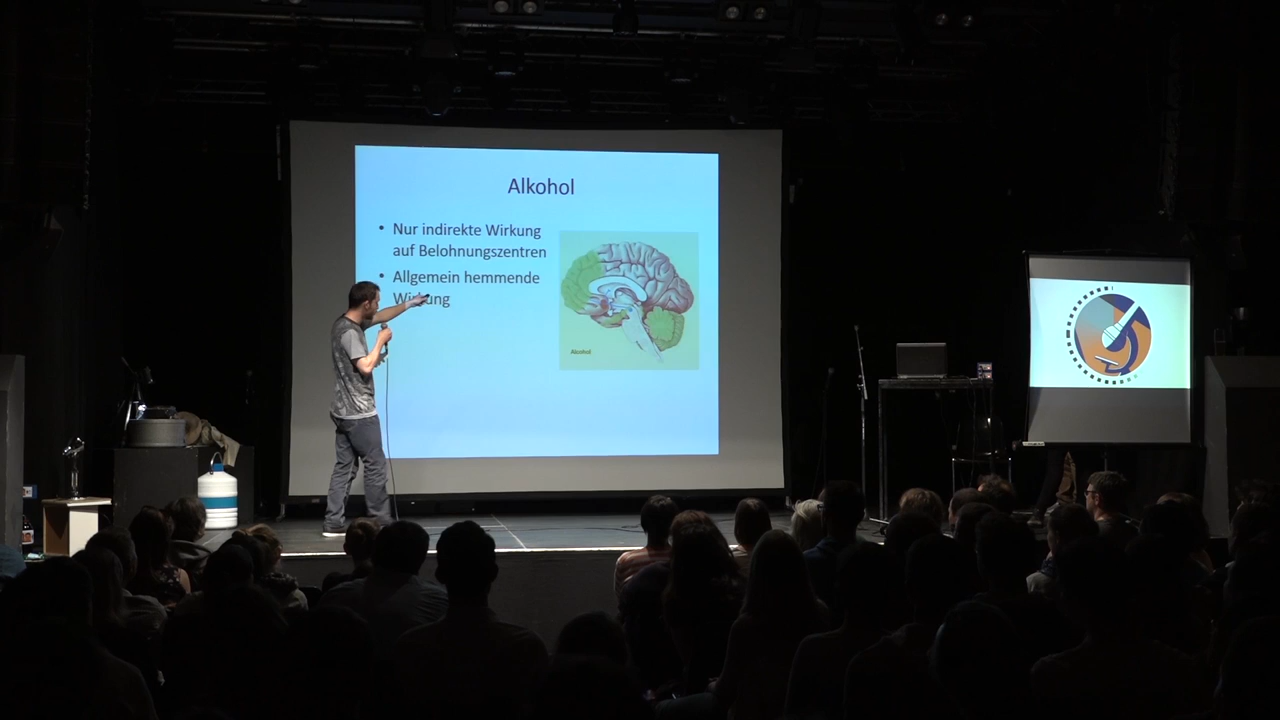 Alkohol
• Nur indirekte Wirkung
auf Belohnungszentren
• Allgemein hemmende
Wirkung
Alkohol